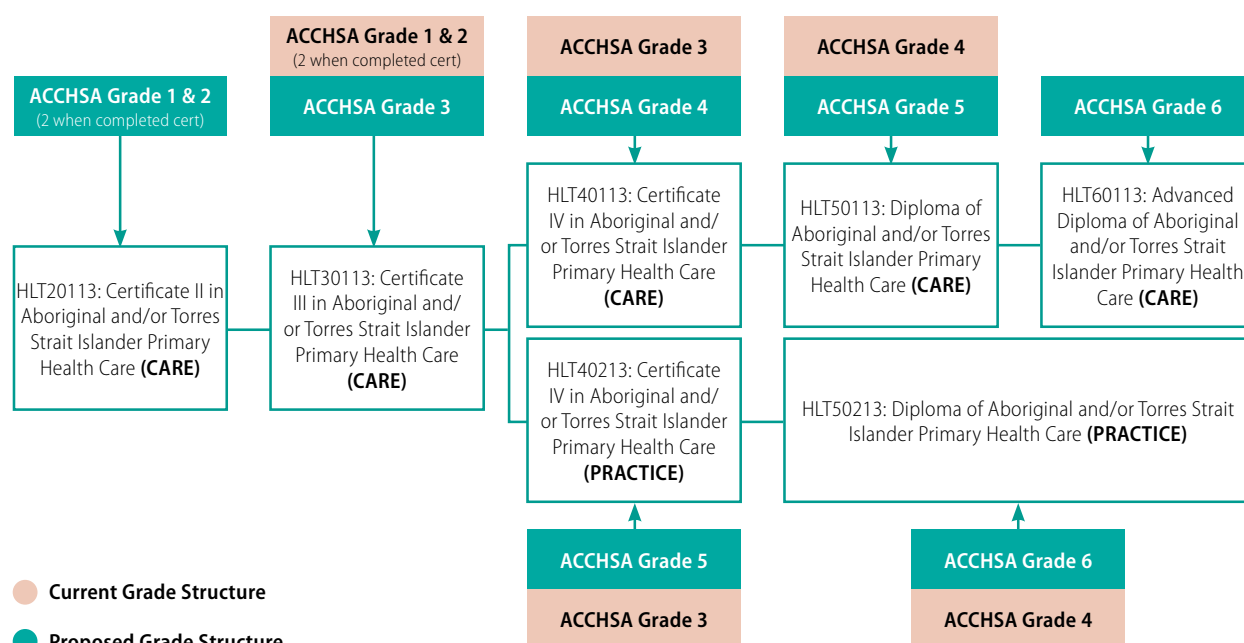 ACCHSA Grade 1 & 2
(2 when completed cert)
ACCHSA Grade 3
ACCHSA Grade 4
ACCHSA Grade 1 & 2
(2 when completed cert)
ACCHSA Grade 3
ACCHSA Grade 4
ACCHSA Grade 5
ACCHSA Grade 6
HLT20113: Certificate II in
Aboriginal and/or Torres
Strait Islander Primary
Health Care (CARE)
HLT30113: Certificate
III in Aboriginal and/
or Torres Strait Islander
Primary Health Care
(CARE)
HLT40113: Certificate
IV in Aboriginal and/
or Torres Strait Islander
Primary Health Care
(CARE)
HLT50113: Diploma of
Aboriginal and/or Torres
Strait Islander Primary
Health Care (CARE)
HLT60113: Advanced
Diploma of Aboriginal
and/or Torres Strait
Islander Primary Health
Care (CARE)
HLT40213: Certificate
IV in Aboriginal and/
or Torres Strait Islander
Primary Health Care
(PRACTICE)
HLT50213: Diploma of Aboriginal and/or Torres Strait
Islander Primary Health Care (PRACTICE)
ACCHSA Grade 5
ACCHSA Grade 6
ACCHSA Grade 3
ACCHSA Grade 4
Current Grade Structure
Proposed Grade Structure